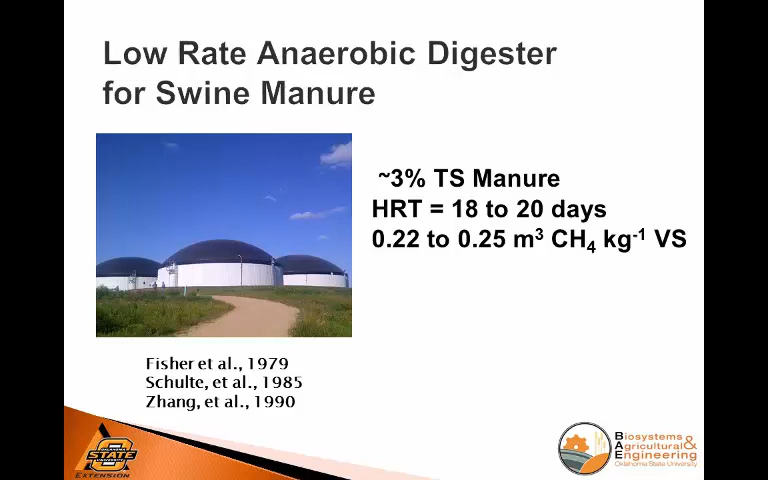 Low Rate Anaerobic Digester
for Swine Manure
~3% TS Manure
HRT = 18 to 20 days
0.22 to 0.25 m³ CH₄ kg⁻¹ VS
Fisher et al., 1979
Schulte, et al., 1985
Zhang, et al., 1990
OKLAHOMA
STATE
UNIVERSITY
EXTENSION
Biosystems
Agricultural&
Engineering
Oklahoma State University